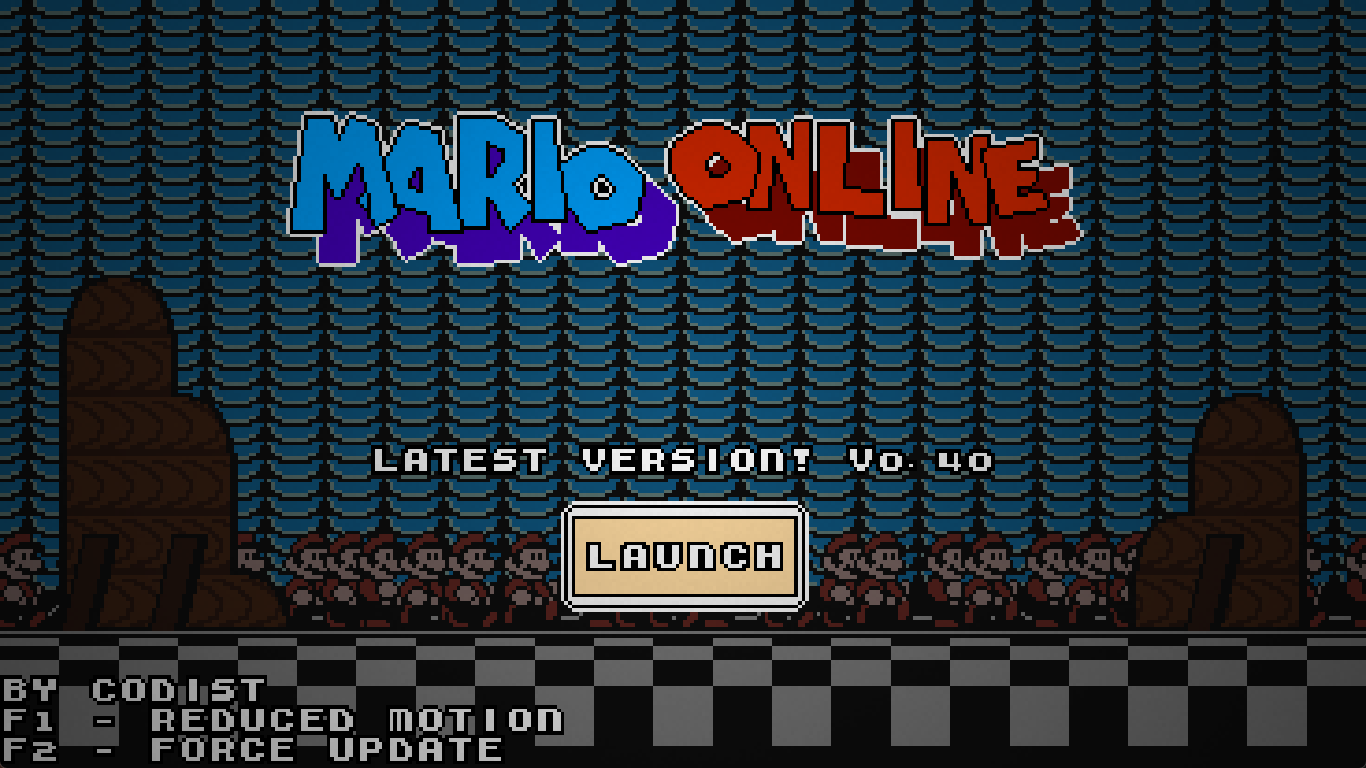 MARIO ONLINE
LATEST VERSION! V0.40
LAUNCH
BY CODIST
F1 - REDUCED MOTION
F2 - FORCE UPDATE